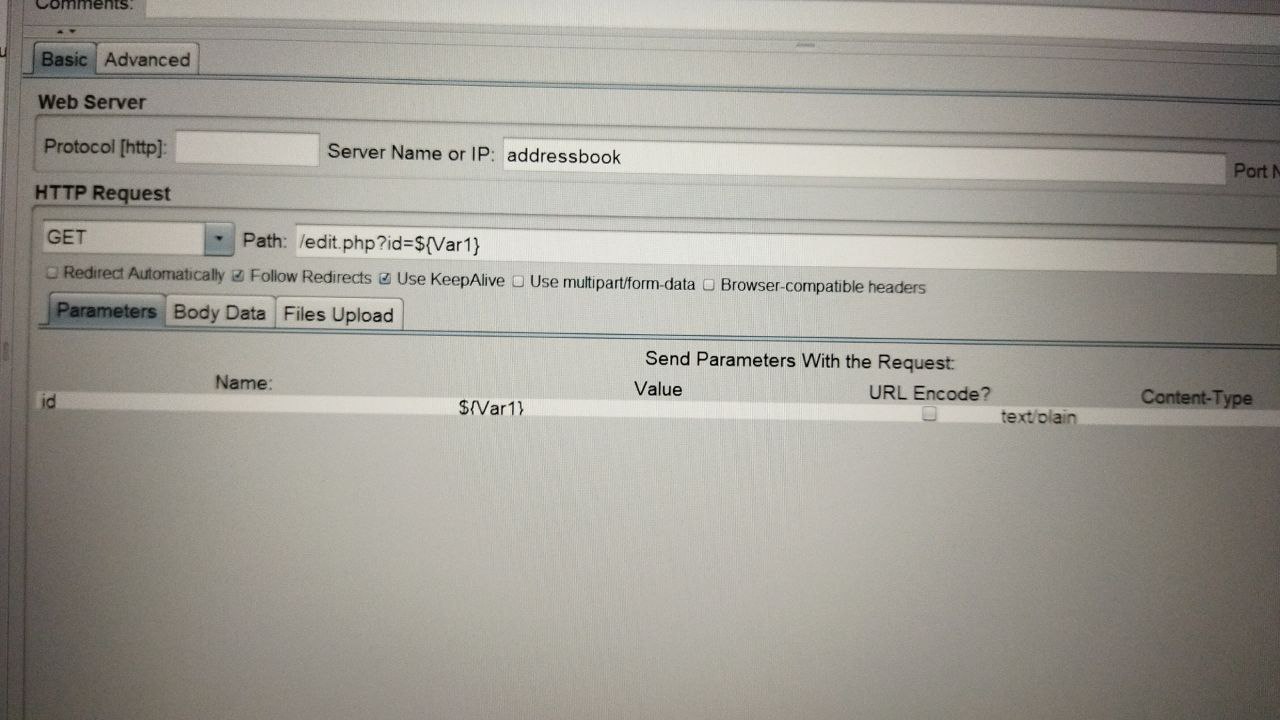 Comments:
Basic Advanced
Web Server
Protocol [http]: Server Name or IP: addressbook Port
HTTP Request
GET Path: /edit.php?id=${Var1}
Redirect Automatically Follow Redirects Use KeepAlive Use multipart/form-data Browser-compatible headers
Parameters Body Data Files Upload
Send Parameters With the Request:
Name: Value URL Encode? Content-Type
id ${Var1} text/plain